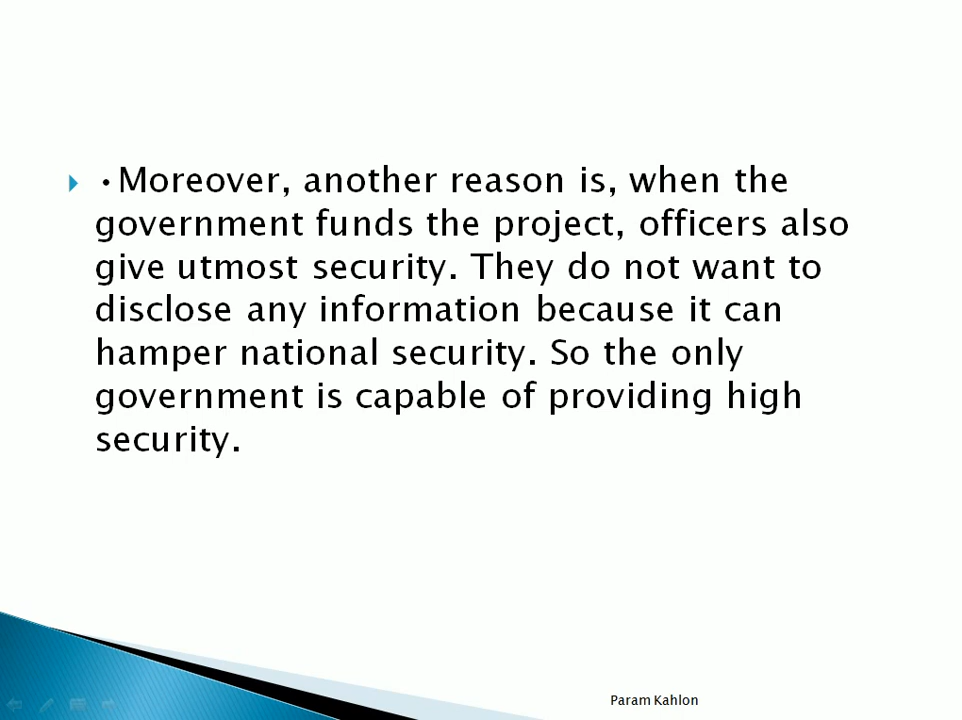 •Moreover, another reason is, when the
government funds the project, officers also
give utmost security. They do not want to
disclose any information because it can
hamper national security. So the only
government is capable of providing high
security.
Param Kahlon